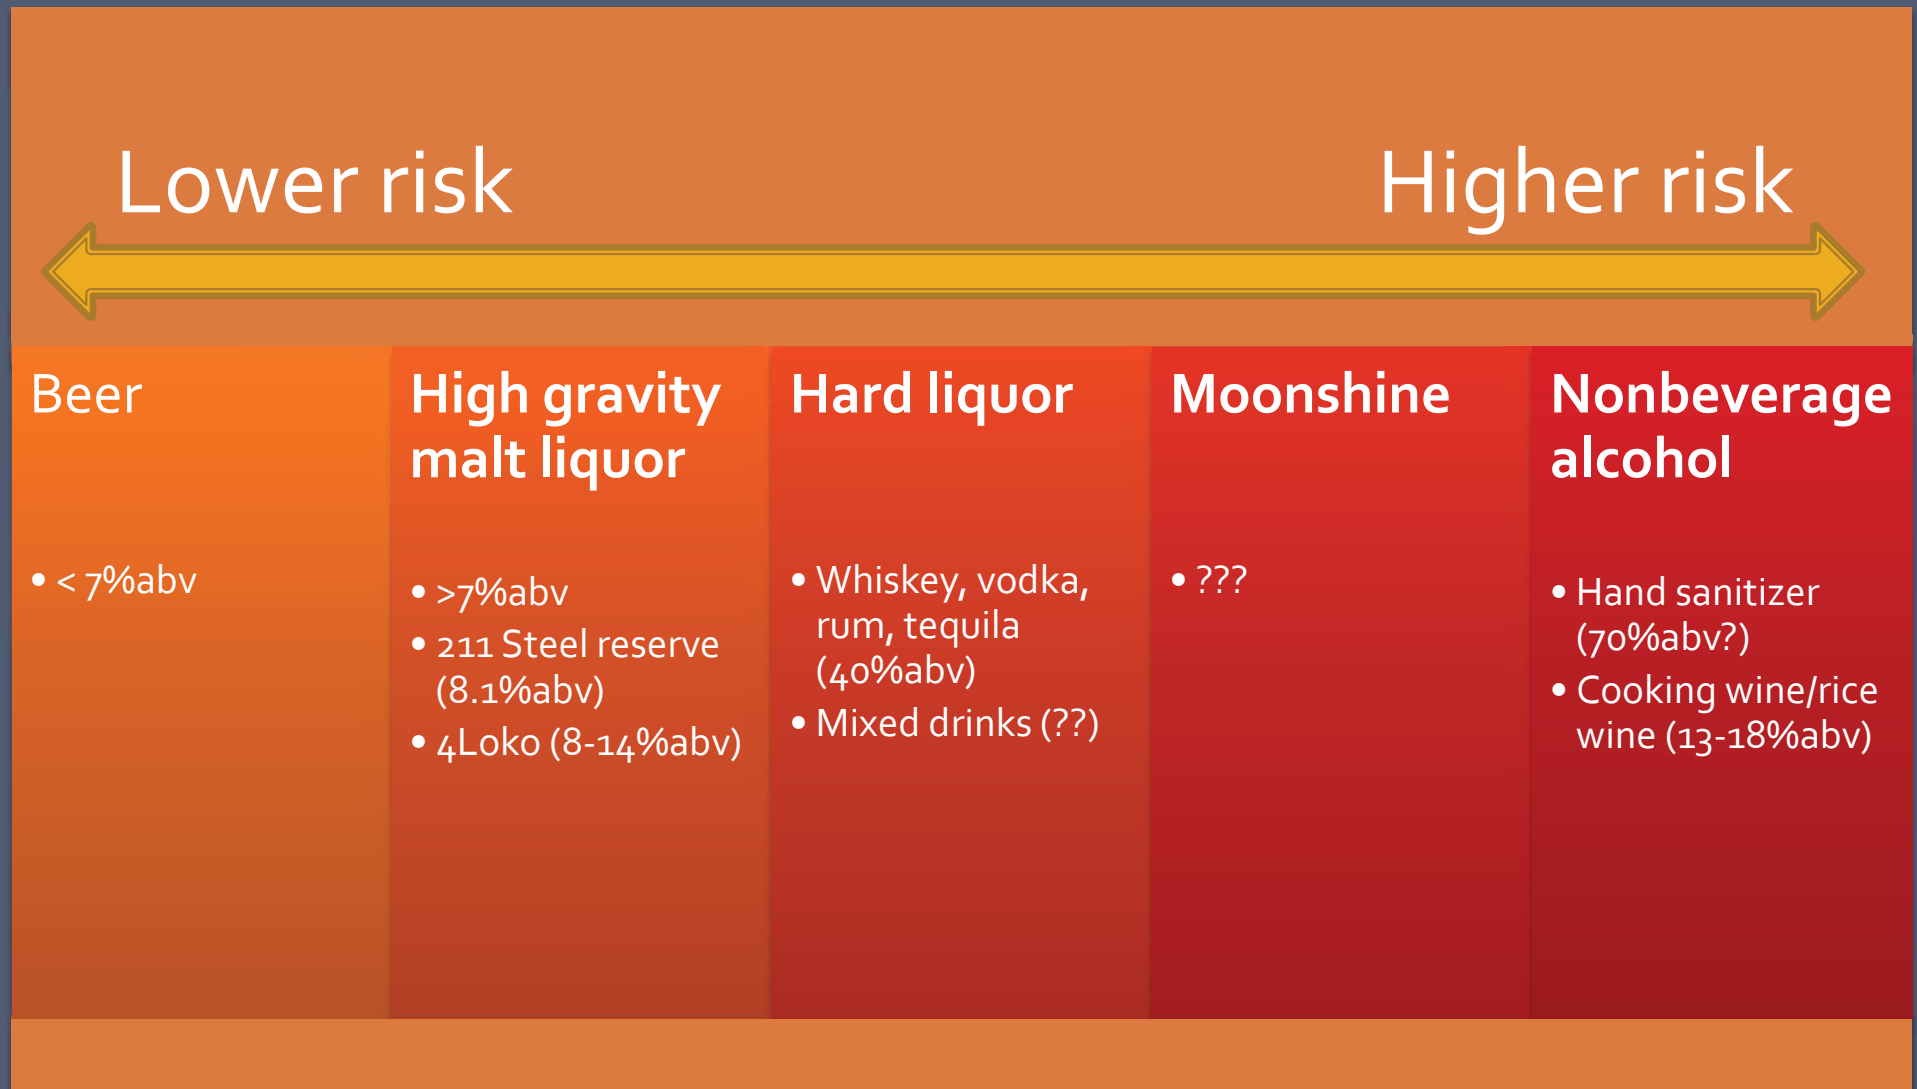 Lower risk
Higher risk
Beer
• < 7%abv
High gravity
malt liquor
• >7%abv
• 211 Steel reserve
(8.1%abv)
• 4Loko (8-14%abv)
Hard liquor
• Whiskey, vodka,
rum, tequila
(40%abv)
• Mixed drinks (??)
Moonshine
• ???
Nonbeverage
alcohol
• Hand sanitizer
(70%abv?)
• Cooking wine/rice
wine (13-18%abv)